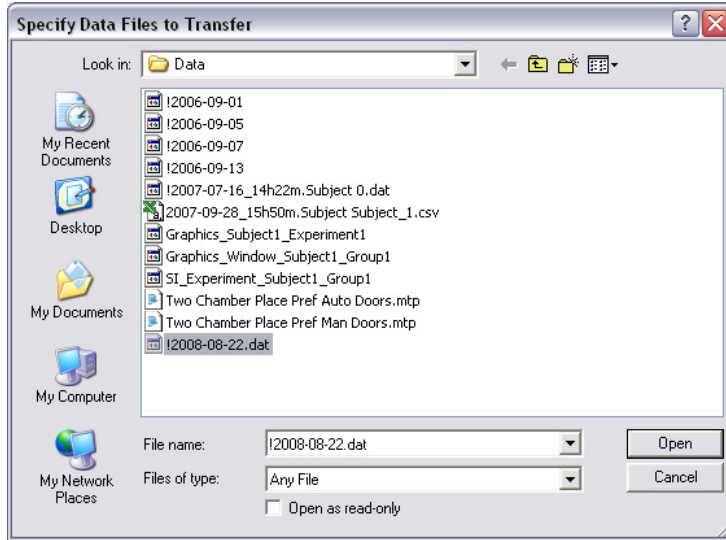 Specify Data Files to Transfer
Look in: Data
My Recent
Documents
Desktop
My Documents
My Computer
My Network
Places
!2006-09-01
!2006-09-05
!2006-09-07
!2006-09-13
!2007-07-16_14h22m.Subject 0.dat
2007-09-28_15h50m.Subject Subject_1.csv
Graphics_Subject1_Experiment1
Graphics_Window_Subject1_Group1
SI_Experiment_Subject1_Group1
Two Chamber Place Pref Auto Doors.mtp
Two Chamber Place Pref Man Doors.mtp
!2008-08-22.dat
File name: !2008-08-22.dat Open
Files of type: Any File Cancel
Open as read-only